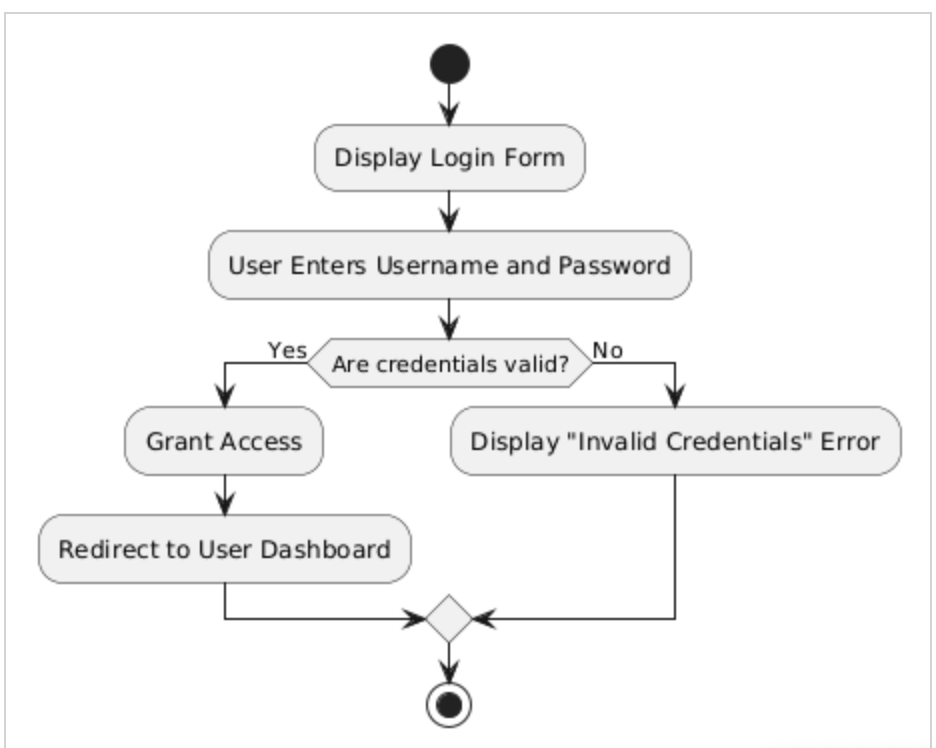 Display Login Form
User Enters Username and Password
Yes
Are credentials valid?
No
Grant Access
Display "Invalid Credentials" Error
Redirect to User Dashboard